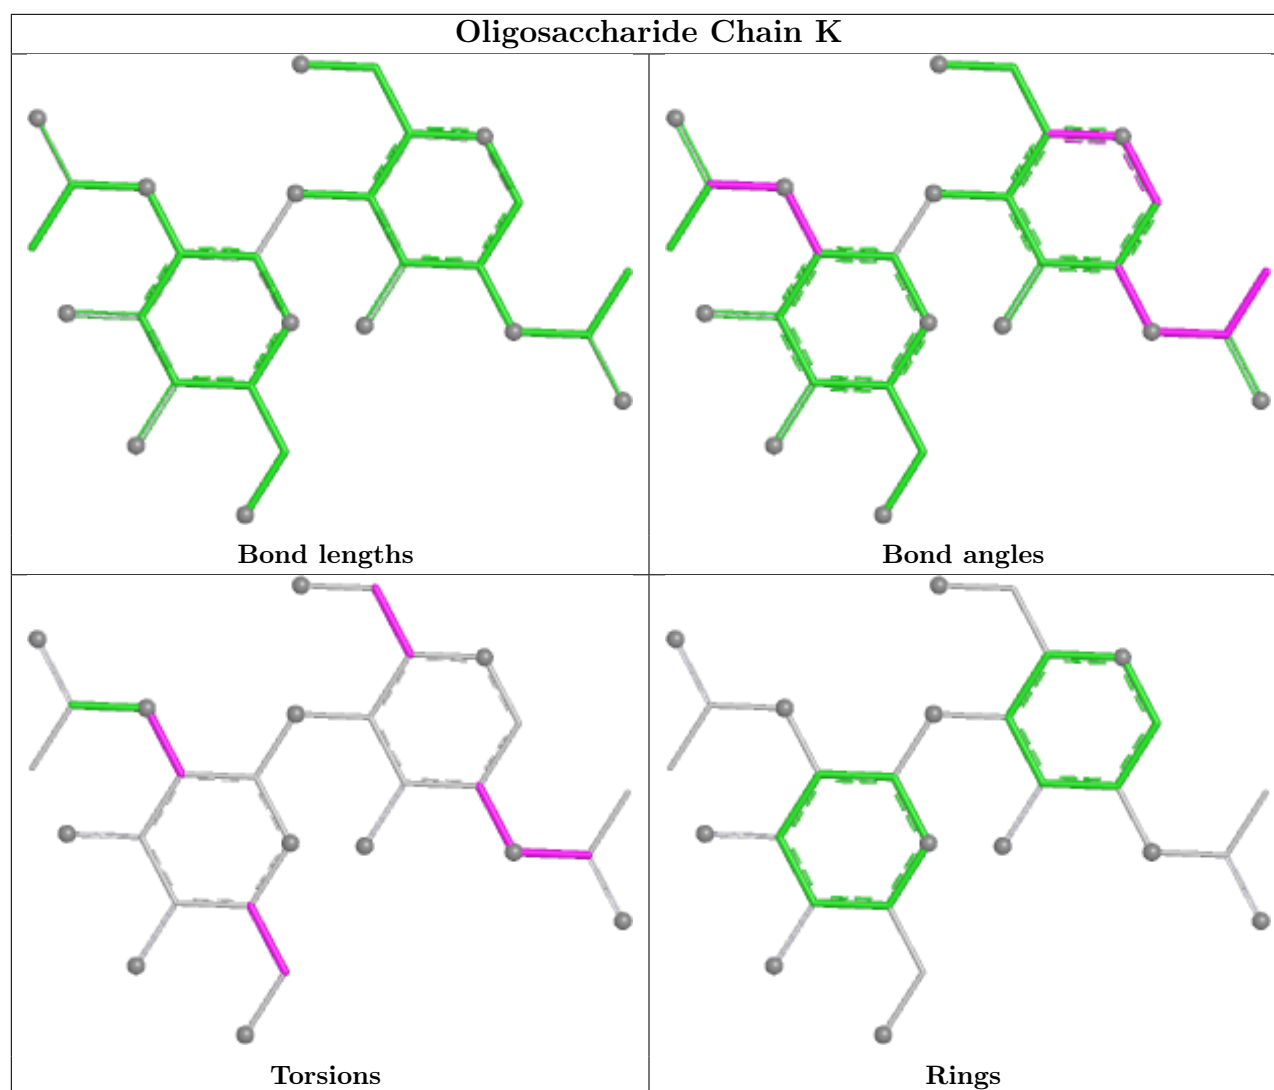 Oligosaccharide Chain K
Bond lengths
Bond angles
Torsions
Rings